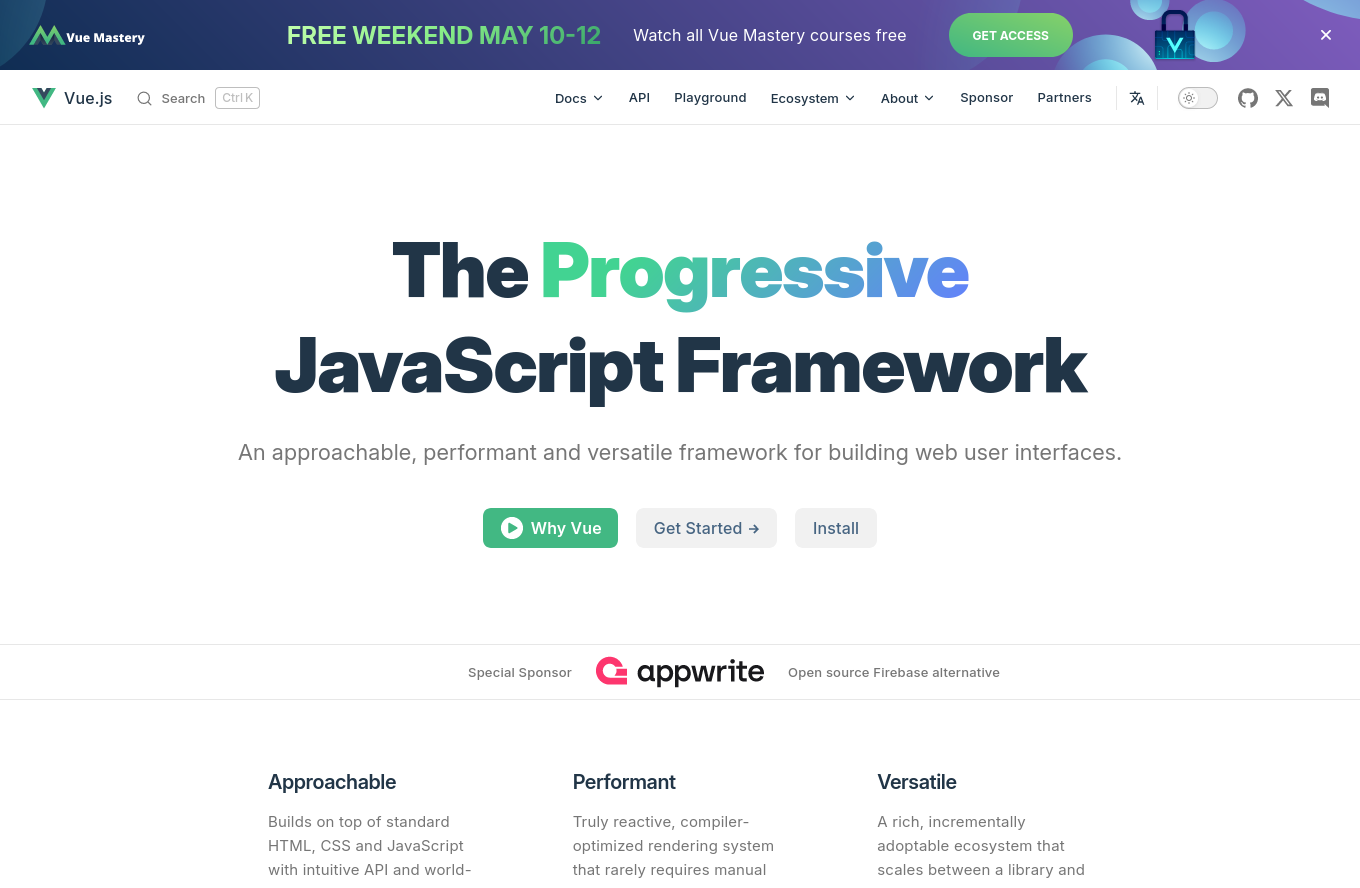 Vue Mastery
FREE WEEKEND MAY 10-12
Watch all Vue Mastery courses free
GET ACCESS
Vue.js
Search
Ctrl K
Docs
API
Playground
Ecosystem
About
Sponsor
Partners
The Progressive
JavaScript Framework
An approachable, performant and versatile framework for building web user interfaces.
Why Vue
Get Started →
Install
Special Sponsor
appwrite
Open source Firebase alternative
Approachable
Builds on top of standard
HTML, CSS and JavaScript
with intuitive API and world-
Performant
Truly reactive, compiler-
optimized rendering system
that rarely requires manual
Versatile
A rich, incrementally
adoptable ecosystem that
scales between a library and